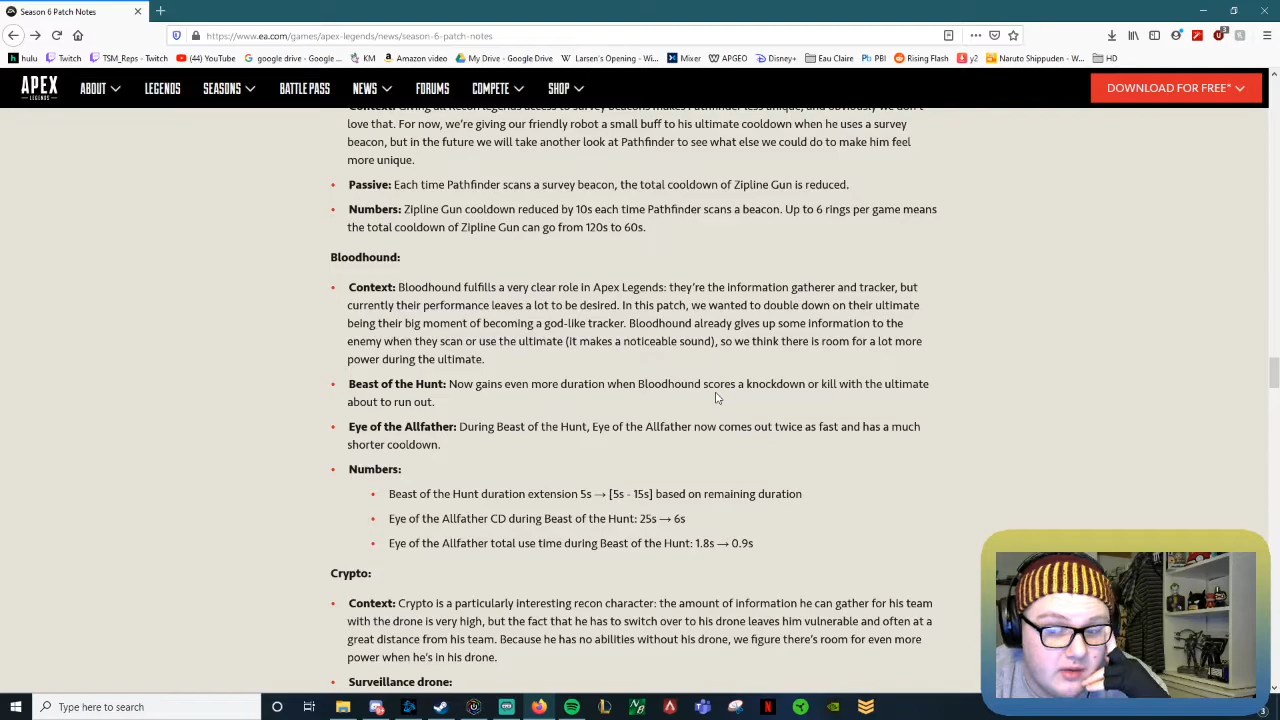 Season 6 Patch Notes
https://www.ea.com/games/apex-legends/news/season-6-patch-notes
hulu Twitch TSM_Reps - Twitch (44) YouTube google drive - Google ... KM Amazon video My Drive - Google ... Mixer APGEO Disney+ Eau Claire PBI Rising Flash y2 Larsen's Opening - Wi... Naruto Shippuden HD
APEX LEGENDS ABOUT LEGENDS SEASONS BATTLE PASS NEWS FORUMS COMPETE SHOP DOWNLOAD FOR FREE*
Context: Giving all Recon legends access to survey beacons makes Pathfinder less unique, and obviously we don't
love that. For now, we're giving our friendly robot a small buff to his ultimate cooldown when he uses a survey
beacon, but in the future we will take another look at Pathfinder to see what else we could do to make him feel
more unique.
• Passive: Each time Pathfinder scans a survey beacon, the total cooldown of Zipline Gun is reduced.
• Numbers: Zipline Gun cooldown reduced by 10s each time Pathfinder scans a beacon. Up to 6 rings per game means
the total cooldown of Zipline Gun can go from 120s to 60s.
Bloodhound:
• Context: Bloodhound fulfills a very clear role in Apex Legends: they're the information gatherer and tracker, but
currently their performance leaves a lot to be desired. In this patch, we wanted to double down on their ultimate
being their big moment of becoming a god-like tracker. Bloodhound already gives up some information to the
enemy when they scan or use the ultimate (it makes a noticeable sound), so we think there is room for a lot more
power during the ultimate.
• Beast of the Hunt: Now gains even more duration when Bloodhound scores a knockdown or kill with the ultimate
about to run out.
• Eye of the Allfather: During Beast of the Hunt, Eye of the Allfather now comes out twice as fast and has a much
shorter cooldown.
• Numbers:
• Beast of the Hunt duration extension 5s → [5s - 15s] based on remaining duration
• Eye of the Allfather CD during Beast of the Hunt: 25s → 6s
• Eye of the Allfather total use time during Beast of the Hunt: 1.8s → 0.9s
Crypto:
• Context: Crypto is a particularly interesting recon character: the amount of information he can gather for his team
with the drone is very high, but the fact that he has to switch over to his drone leaves him vulnerable and often at a
great distance from his team. Because he has no abilities without his drone, we figure there's room for even more
power when he's in his drone.
• Surveillance drone:
Type here to search